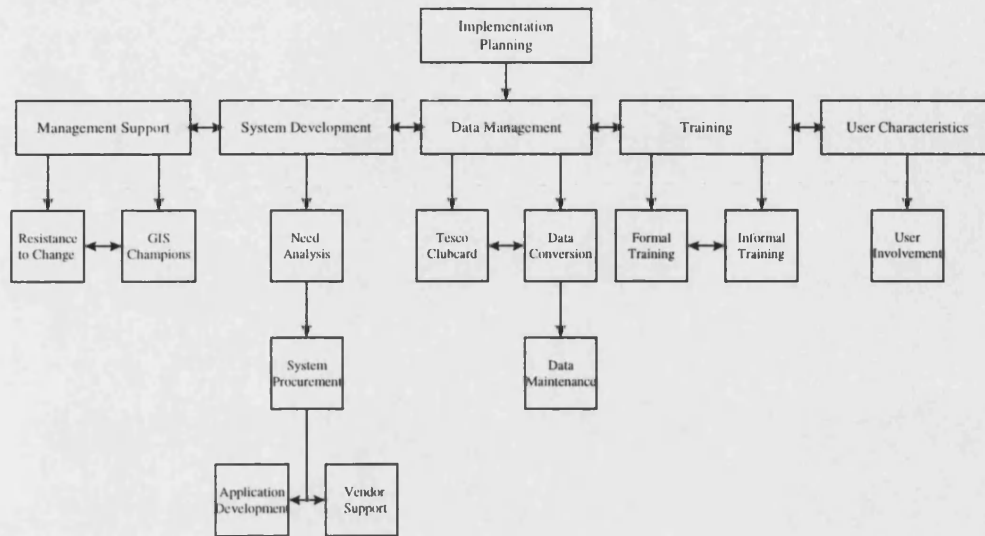 Implementation
Planning
Management Support
System Development
Data Management
Training
User Characteristics
Resistance
to Change
GIS
Champions
Need
Analysis
Tesco
Clubcard
Data
Conversion
Formal
Training
Informal
Training
User
Involvement
System
Procurement
Data
Maintenance
Application
Development
Vendor
Support